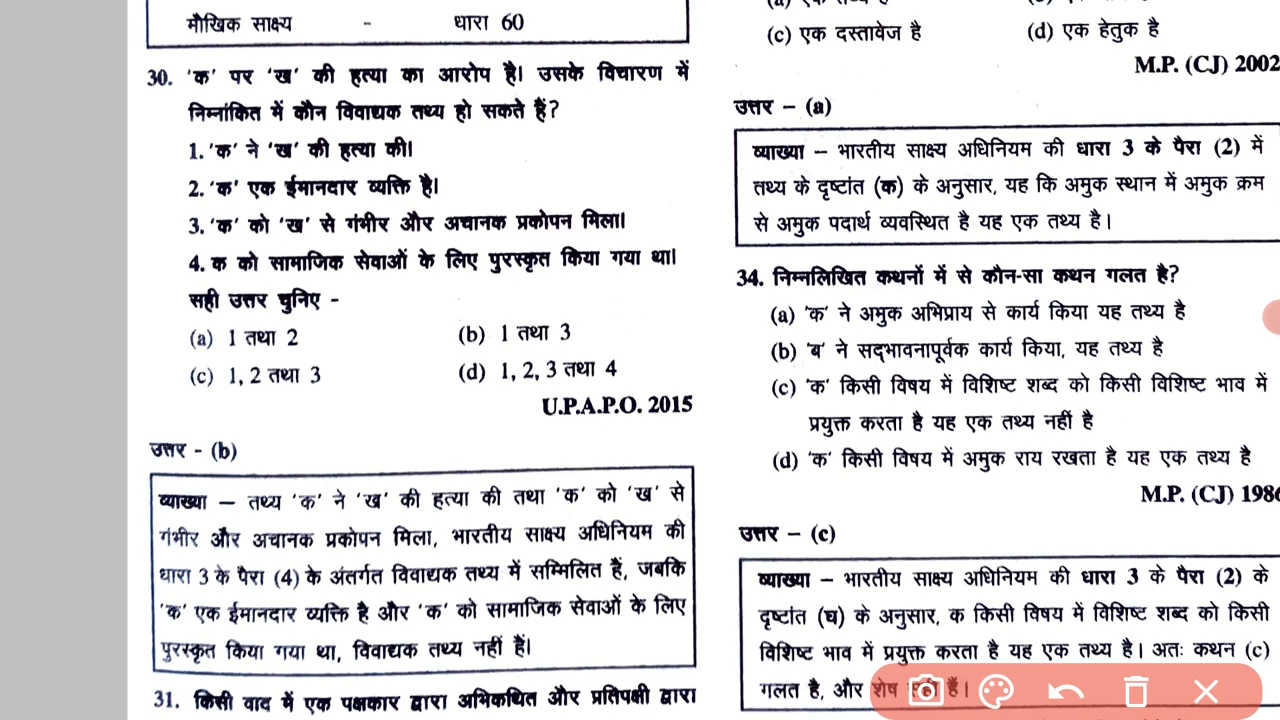 मौखिक साक्ष्य - धारा 60
30. 'क' पर 'ख' की हत्या का आरोप है। उसके विचारण में
निम्नांकित में कौन विवाद्यक तथ्य हो सकते हैं?
1. 'क' ने 'ख' की हत्या की।
2. 'क' एक ईमानदार व्यक्ति है।
3. 'क' को 'ख' से गंभीर और अचानक प्रकोपन मिला।
4. क को सामाजिक सेवाओं के लिए पुरस्कृत किया गया था।
सही उत्तर चुनिए -
(a) 1 तथा 2 (b) 1 तथा 3
(c) 1, 2 तथा 3 (d) 1, 2, 3 तथा 4
U.P.A.P.O. 2015
उत्तर - (b)
व्याख्या – तथ्य 'क' ने 'ख' की हत्या की तथा 'क' को 'ख' से
गंभीर और अचानक प्रकोपन मिला, भारतीय साक्ष्य अधिनियम की
धारा 3 के पैरा (4) के अंतर्गत विवाद्यक तथ्य में सम्मिलित हैं, जबकि
'क' एक ईमानदार व्यक्ति है और 'क' को सामाजिक सेवाओं के लिए
पुरस्कृत किया गया था, विवाद्यक तथ्य नहीं हैं।
31. किसी वाद में एक पक्षकार द्वारा अभिकथित और प्रतिपक्षी द्वारा
(c) एक दस्तावेज है (d) एक हेतुक है
M.P. (CJ) 2002
उत्तर – (a)
व्याख्या – भारतीय साक्ष्य अधिनियम की धारा 3 के पैरा (2) में
तथ्य के दृष्टांत (क) के अनुसार, यह कि अमुक स्थान में अमुक क्रम
से अमुक पदार्थ व्यवस्थित है यह एक तथ्य है।
34. निम्नलिखित कथनों में से कौन-सा कथन गलत है?
(a) 'क' ने अमुक अभिप्राय से कार्य किया यह तथ्य है
(b) 'ब' ने सद्भावनापूर्वक कार्य किया, यह तथ्य है
(c) 'क' किसी विषय में विशिष्ट शब्द को किसी विशिष्ट भाव में
प्रयुक्त करता है यह एक तथ्य नहीं है
(d) 'क' किसी विषय में अमुक राय रखता है यह एक तथ्य है
M.P. (CJ) 1986
उत्तर – (c)
व्याख्या – भारतीय साक्ष्य अधिनियम की धारा 3 के पैरा (2) के
दृष्टांत (घ) के अनुसार, क किसी विषय में विशिष्ट शब्द को किसी
विशिष्ट भाव में प्रयुक्त करता है यह एक तथ्य है। अतः कथन (c)
गलत है, और शेष हैं।